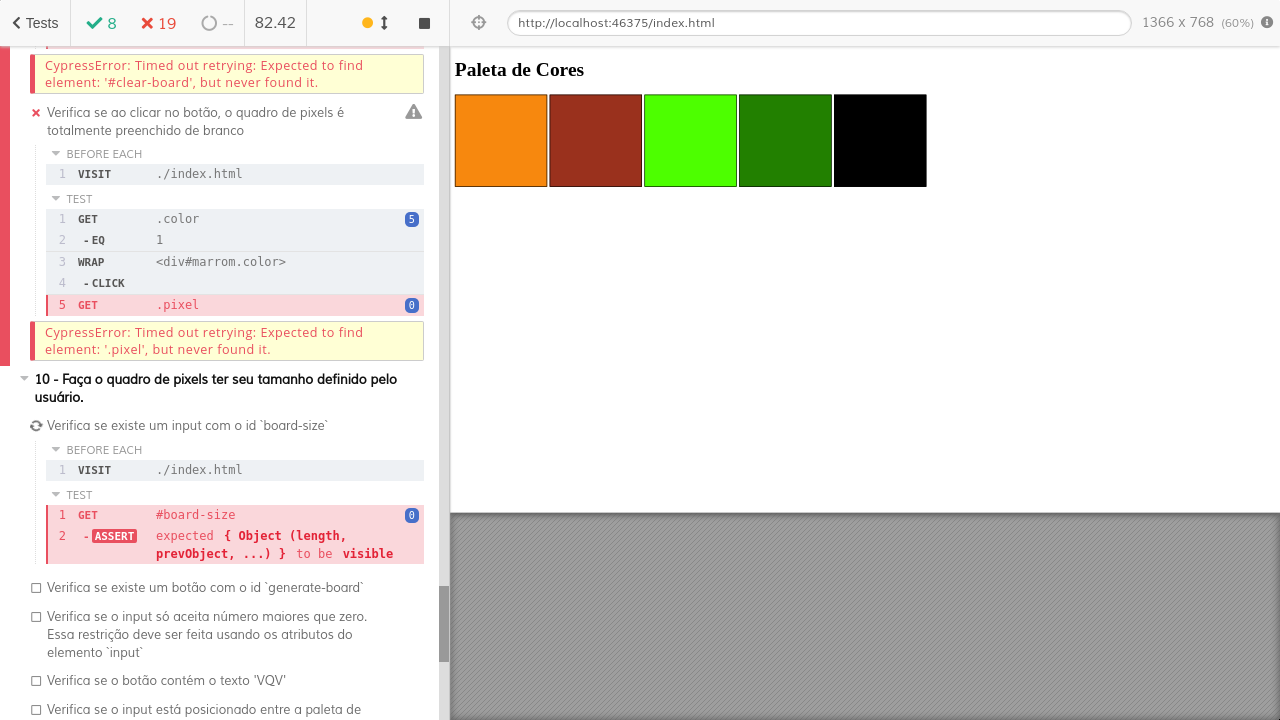 Tests 8 19 -- 82.42
http://localhost:46375/index.html 1366 x 768 (60%)
CypressError: Timed out retrying: Expected to find
element: '#clear-board', but never found it.
Verifica se ao clicar no botão, o quadro de pixels é
totalmente preenchido de branco
BEFORE EACH
1 VISIT ./index.html
TEST
1 GET .color 5
2 -EQ 1
3 WRAP <div#marrom.color>
4 -CLICK
5 GET .pixel 0
CypressError: Timed out retrying: Expected to find
element: '.pixel', but never found it.
10 - Faça o quadro de pixels ter seu tamanho definido pelo
usuário.
Verifica se existe um input com o id `board-size`
BEFORE EACH
1 VISIT ./index.html
TEST
1 GET #board-size 0
2 -ASSERT expected { Object (length,
prevObject, ...) } to be visible
Verifica se existe um botão com o id `generate-board`
Verifica se o input só aceita número maiores que zero.
Essa restrição deve ser feita usando os atributos do
elemento `input`
Verifica se o botão contém o texto 'VQV'
Verifica se o input está posicionado entre a paleta de
Paleta de Cores